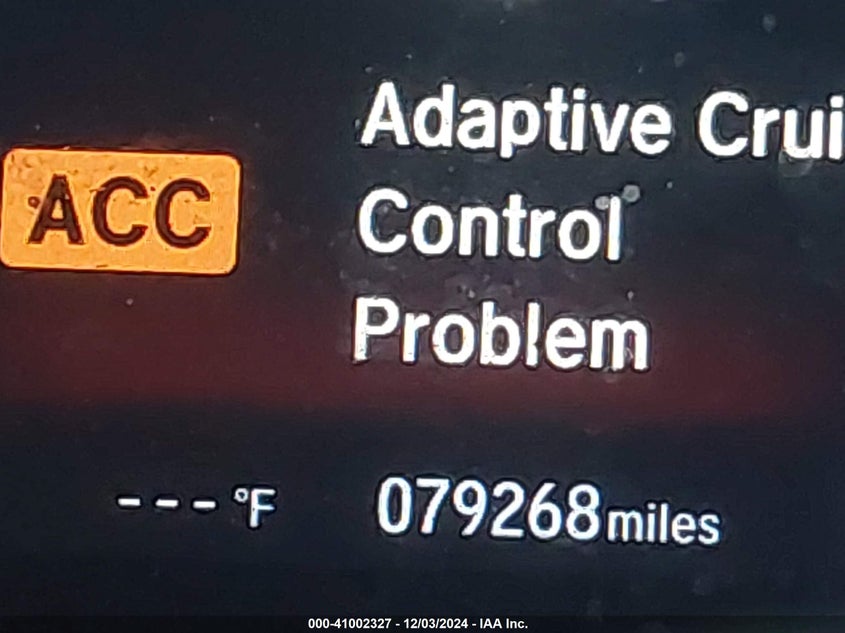 Adaptive Crui
ACC
Control
Problem
---°F 079268miles
000-41002327 - 12/03/2024 - IAA Inc.